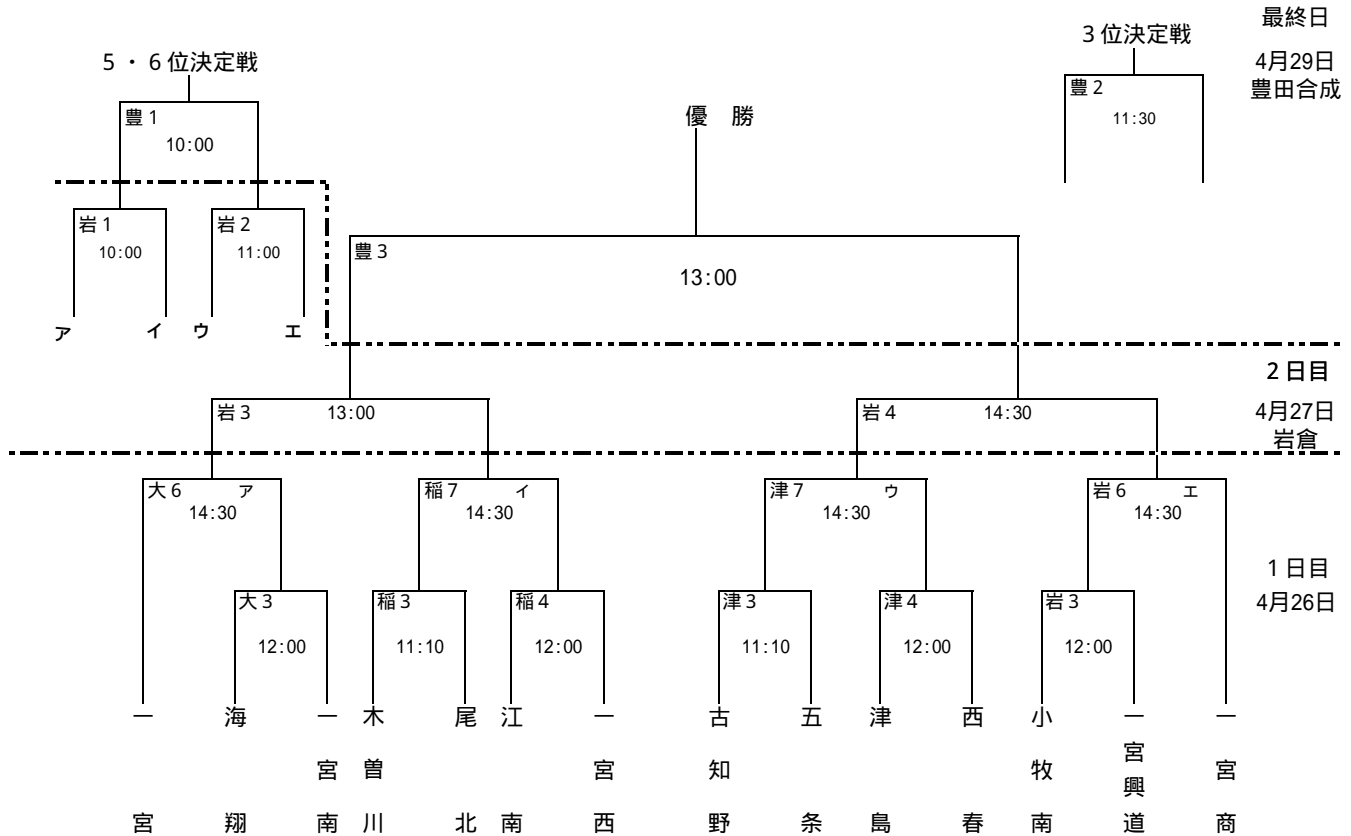 最終日
3位決定戦
5・6位決定戦
4月29日
豊田合成
豊2
11:30
豊1
10:00
優 勝
岩1
10:00
岩2
11:00
豊3
13:00
ア イ ウ エ
2日目
岩3 13:00
岩4 14:30
4月27日
岩倉
大6 ア
14:30
稲7 イ
14:30
津7 ウ
14:30
岩6 エ
14:30
1日目
4月26日
大3
12:00
稲3
11:10
稲4
12:00
津3
11:10
津4
12:00
岩3
12:00
一宮
海翔
一宮南
木曽川
尾北
江南
一宮西
古知野
五条
津島
西春
小牧南
一宮興道
一宮商